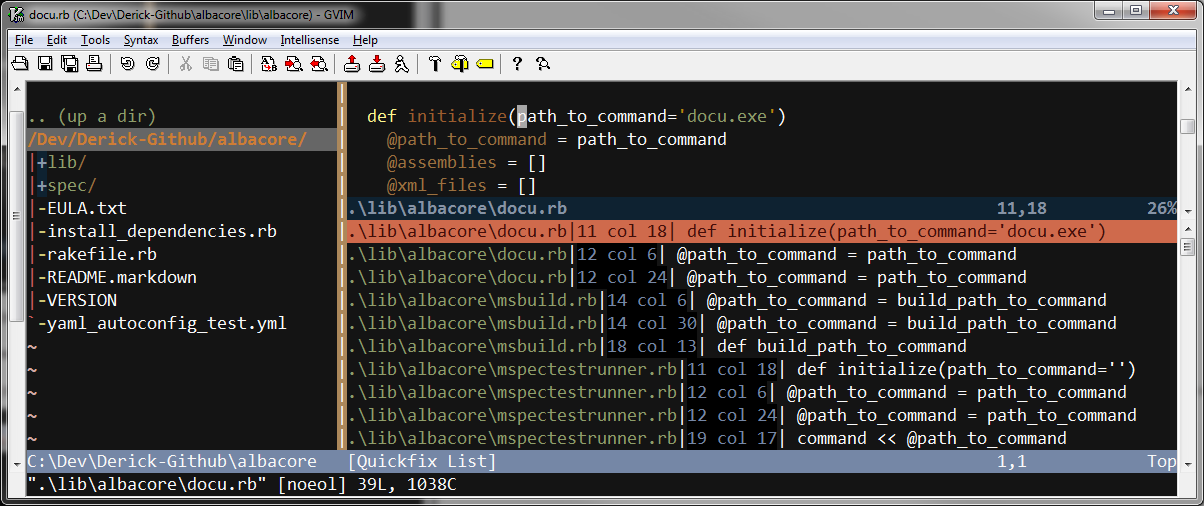 docu.rb (C:\Dev\Derick-Github\albacore\lib\albacore) - GVIM
File Edit Tools Syntax Buffers Window Intellisense Help
.. (up a dir)
/Dev/Derick-Github/albacore/
|+lib/
|+spec/
|-EULA.txt
|-install_dependencies.rb
|-rakefile.rb
|-README.markdown
|-VERSION
`-yaml_autoconfig_test.yml
~
~
~
~
~
C:\Dev\Derick-Github\albacore
def initialize(path_to_command='docu.exe')
@path_to_command = path_to_command
@assemblies = []
@xml_files = []
.\lib\albacore\docu.rb 11,18 26%
.\lib\albacore\docu.rb|11 col 18| def initialize(path_to_command='docu.exe')
.\lib\albacore\docu.rb|12 col 6| @path_to_command = path_to_command
.\lib\albacore\docu.rb|12 col 24| @path_to_command = path_to_command
.\lib\albacore\msbuild.rb|14 col 6| @path_to_command = build_path_to_command
.\lib\albacore\msbuild.rb|14 col 30| @path_to_command = build_path_to_command
.\lib\albacore\msbuild.rb|18 col 13| def build_path_to_command
.\lib\albacore\mspectestrunner.rb|11 col 18| def initialize(path_to_command='')
.\lib\albacore\mspectestrunner.rb|12 col 6| @path_to_command = path_to_command
.\lib\albacore\mspectestrunner.rb|12 col 24| @path_to_command = path_to_command
.\lib\albacore\mspectestrunner.rb|19 col 17| command << @path_to_command
[Quickfix List] 1,1 Top
".\lib\albacore\docu.rb" [noeol] 39L, 1038C